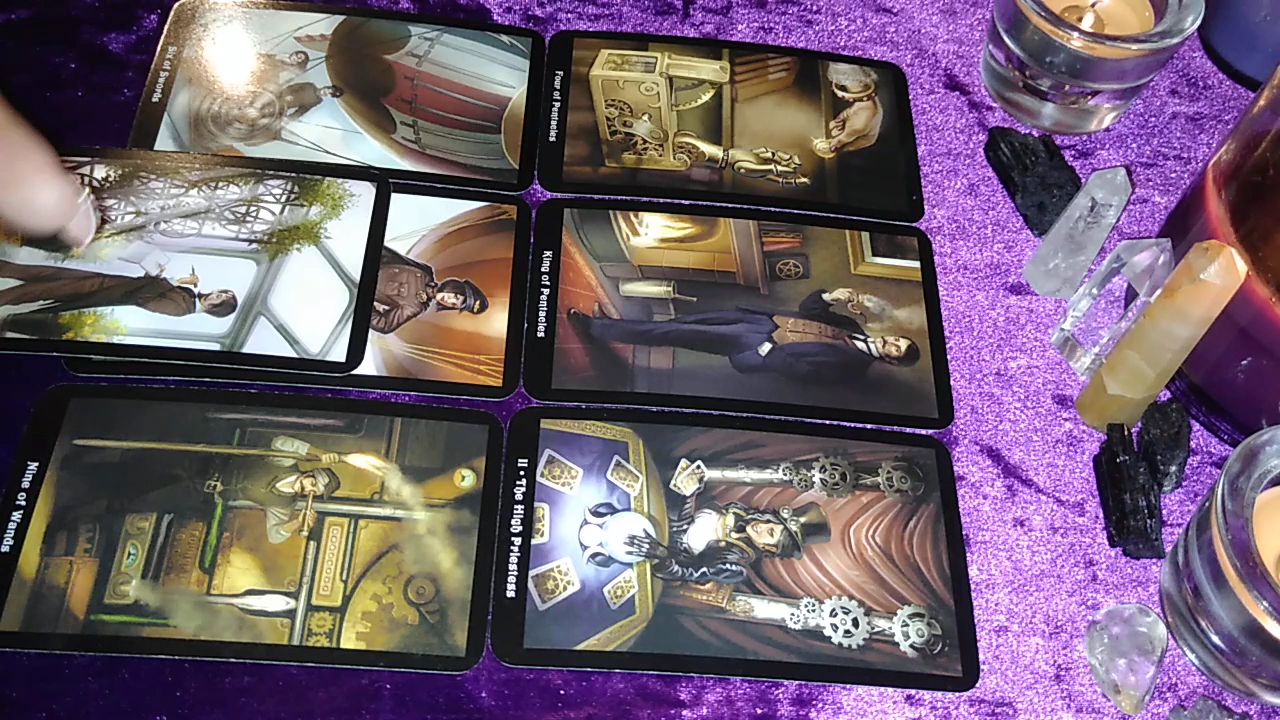 Six of Swords
Four of Pentacles
King of Pentacles
Nine of Wands
II • The High Priestess